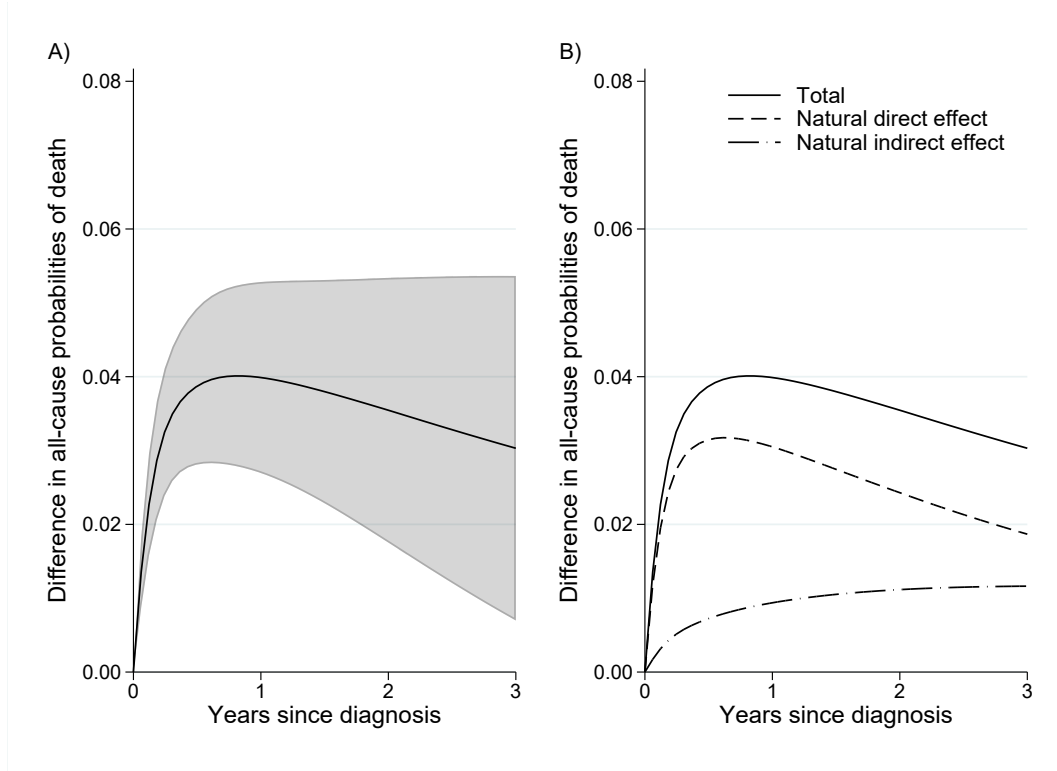 A)
Difference in all-cause probabilities of death
0.08
0.06
0.04
0.02
0.00
0
1
2
3
Years since diagnosis
B)
Difference in all-cause probabilities of death
0.08
0.06
0.04
0.02
0.00
Total
Natural direct effect
Natural indirect effect
0
1
2
3
Years since diagnosis